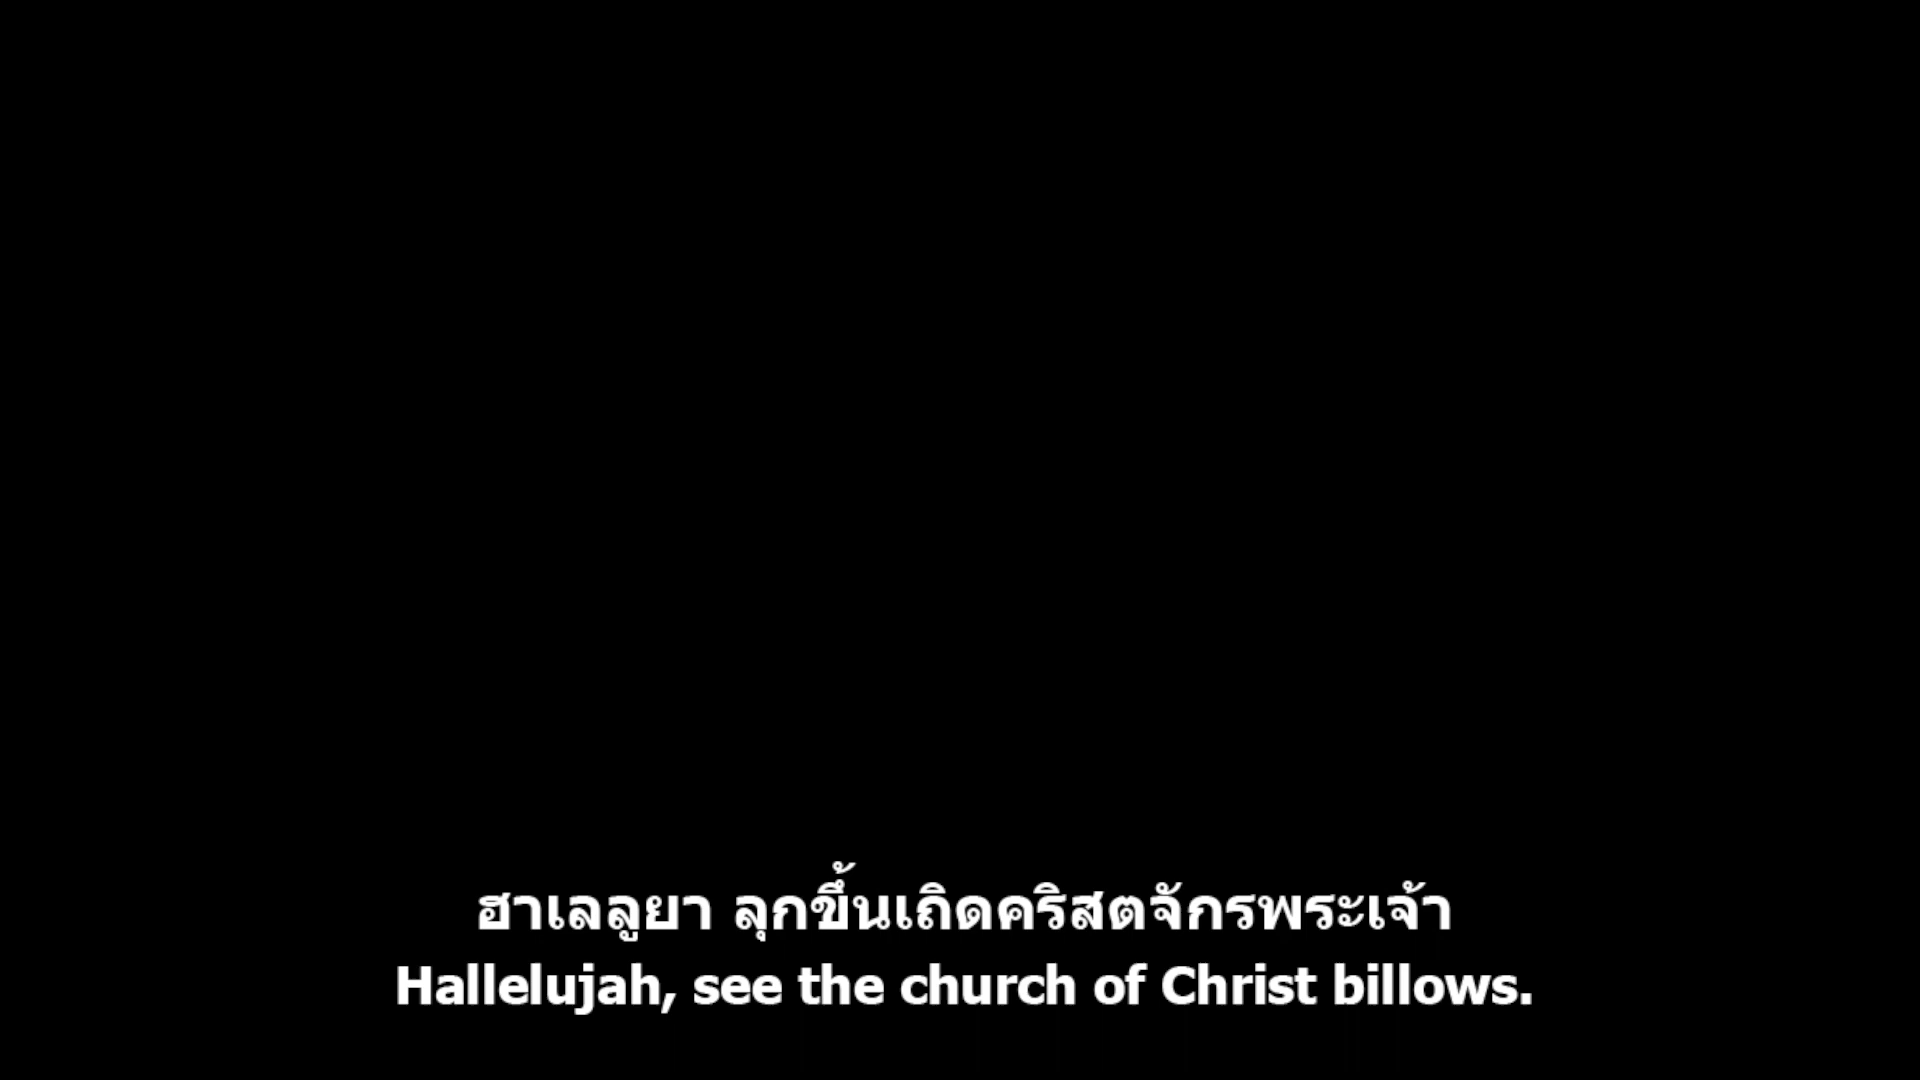 ฮาเลลูยา ลุกขึ้นเถิดคริสตจักรพระเจ้า
Hallelujah, see the church of Christ billows.